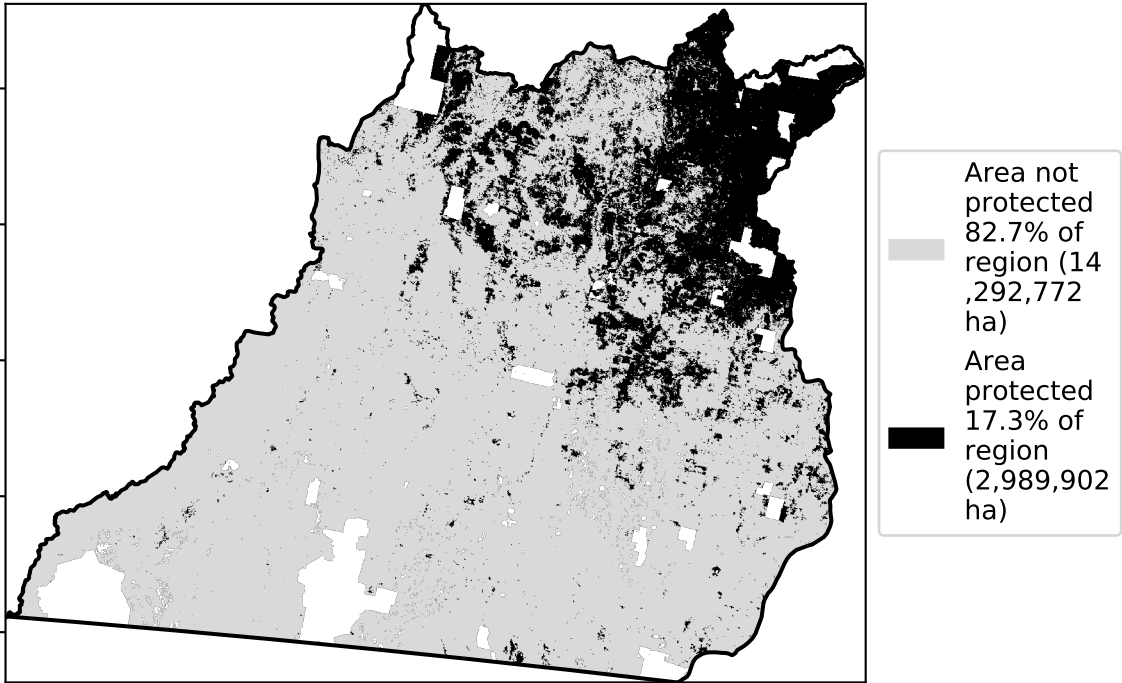 Area not
protected
82.7% of
region (14
,292,772
ha)
Area
protected
17.3% of
region
(2,989,902
ha)